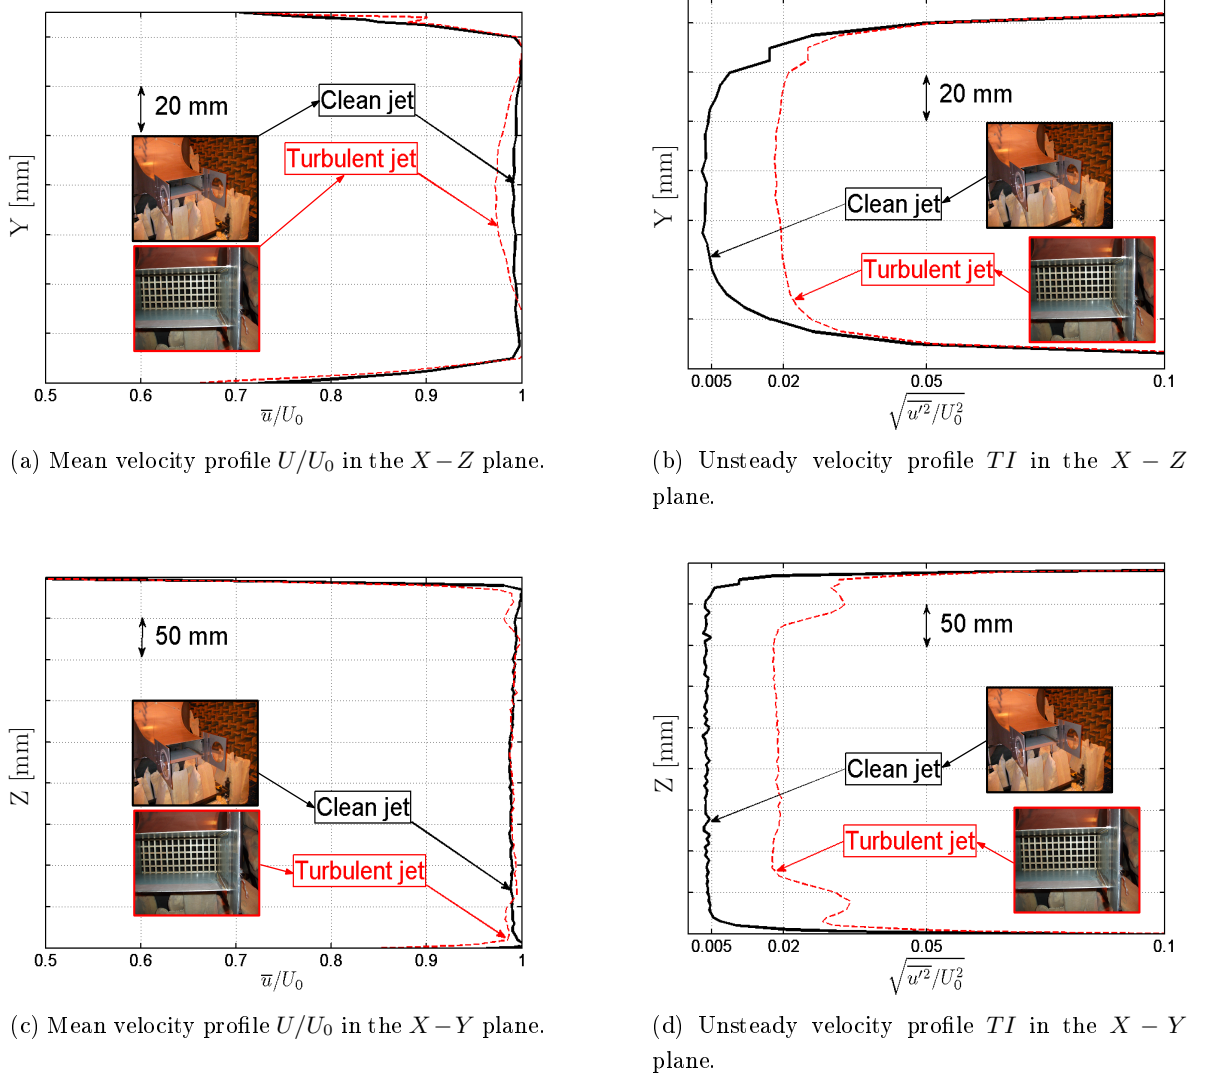 20 mm
Clean jet
Turbulent jet
Y [mm]
0.5 0.6 0.7 0.8 0.9 1
u̅/U₀
(a) Mean velocity profile U/U₀ in the X−Z plane.
20 mm
Clean jet
Turbulent jet
Y [mm]
0.005 0.02 0.05 0.1
√(u̅′²/U₀²)
(b) Unsteady velocity profile TI in the X − Z
plane.
50 mm
Clean jet
Turbulent jet
Z [mm]
0.5 0.6 0.7 0.8 0.9 1
u̅/U₀
(c) Mean velocity profile U/U₀ in the X−Y plane.
50 mm
Clean jet
Turbulent jet
Z [mm]
0.005 0.02 0.05 0.1
√(u̅′²/U₀²)
(d) Unsteady velocity profile TI in the X − Y
plane.